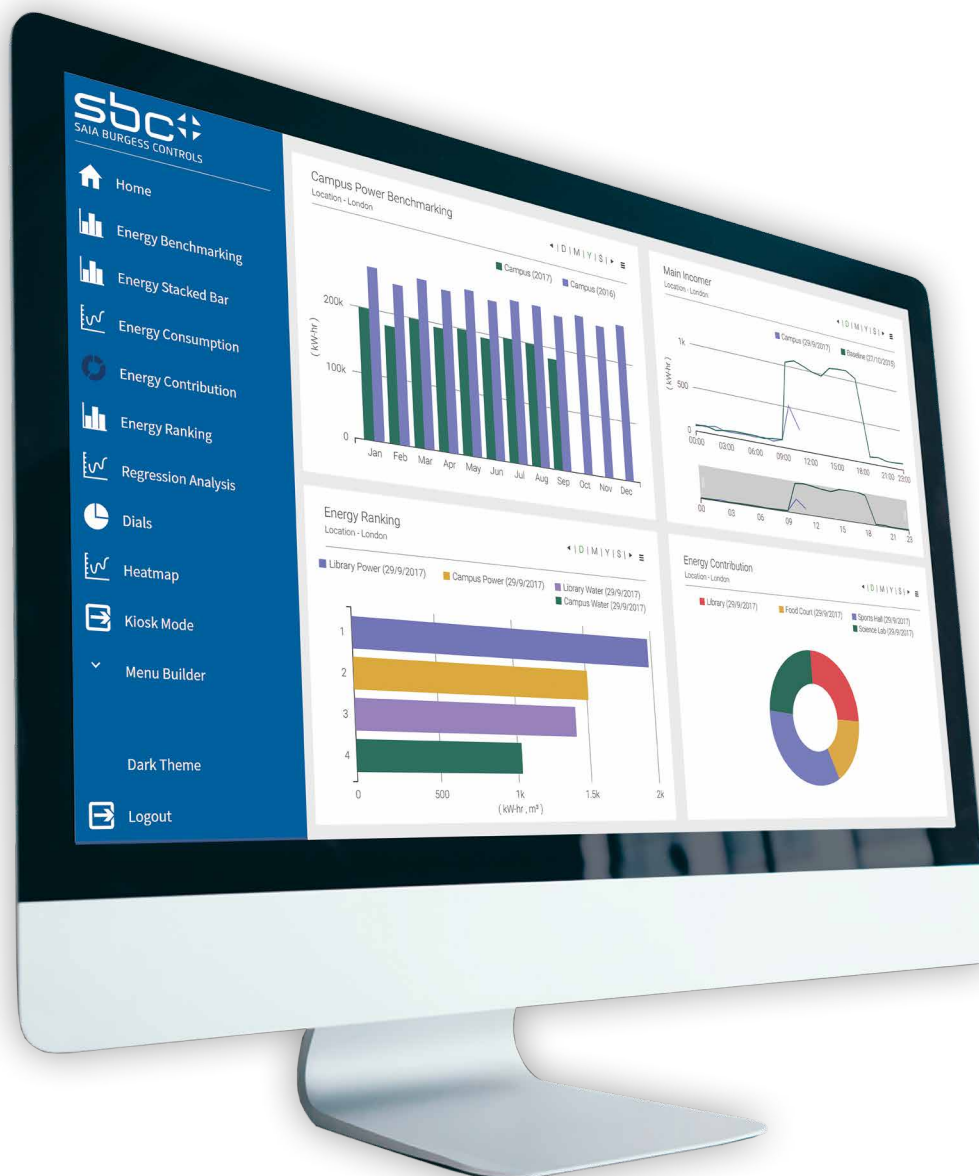 sbc
SAIA BURGESS CONTROLS
Home
Energy Benchmarking
Energy Stacked Bar
Energy Consumption
Energy Contribution
Energy Ranking
Regression Analysis
Dials
Heatmap
Kiosk Mode
Menu Builder
Dark Theme
Logout
Campus Power Benchmarking
Location - London
| D | M | Y | S |
Campus (2017) Campus (2016)
200k
100k
0
( kW-hr )
Jan Feb Mar Apr May Jun Jul Aug Sep Oct Nov Dec
Main Incomer
Location - London
| D | M | Y | S |
Campus (29/9/2017) Baseline (27/10/2015)
1k
500
0
( kW-hr )
00:00 03:00 06:00 09:00 12:00 15:00 18:00 21:00 23:00
00 03 06 09 12 15 18 21 23
Energy Ranking
Location - London
| D | M | Y | S |
Library Power (29/9/2017) Campus Power (29/9/2017) Library Water (29/9/2017)
Campus Water (29/9/2017)
1
2
3
4
0 500 1k 1.5k 2k
( kW-hr , m³ )
Energy Contribution
Location - London
| D | M | Y | S |
Library (29/9/2017) Food Court (29/9/2017) Sports Hall (29/9/2017)
Science Lab (29/9/2017)